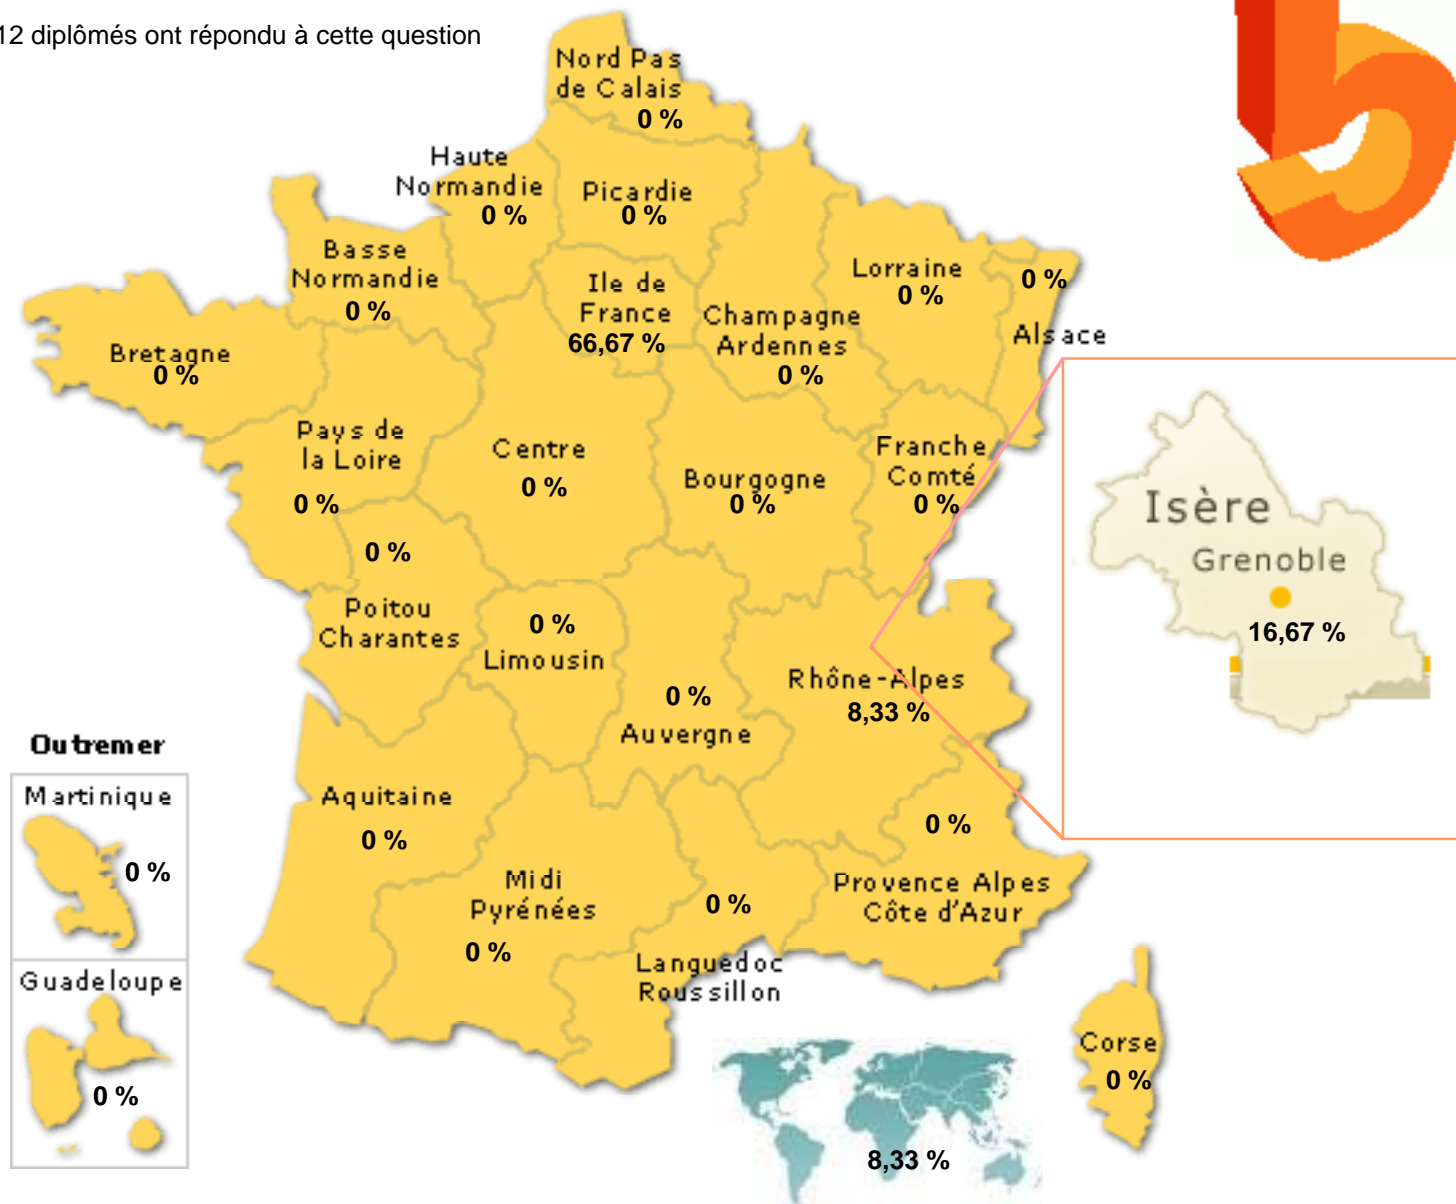 12 diplômés ont répondu à cette question
Nord Pas
de Calais
0 %
Haute
Normandie
0 %
Picardie
0 %
Basse
Normandie
0 %
Ile de
France
66,67 %
Champagne
Ardennes
0 %
Lorraine
0 %
0 %
Alsace
Bretagne
0 %
Pays de
la Loire
0 %
Centre
0 %
Bourgogne
0 %
Franche
Comté
0 %
Isère
Grenoble
16,67 %
0 %
Poitou
Charantes
0 %
Limousin
0 %
Auvergne
Rhône-Alpes
8,33 %
Outremer
Martinique
0 %
Guadeloupe
0 %
Aquitaine
0 %
Midi
Pyrénées
0 %
0 %
Languedoc
Roussillon
0 %
Provence Alpes
Côte d'Azur
Corse
0 %
8,33 %